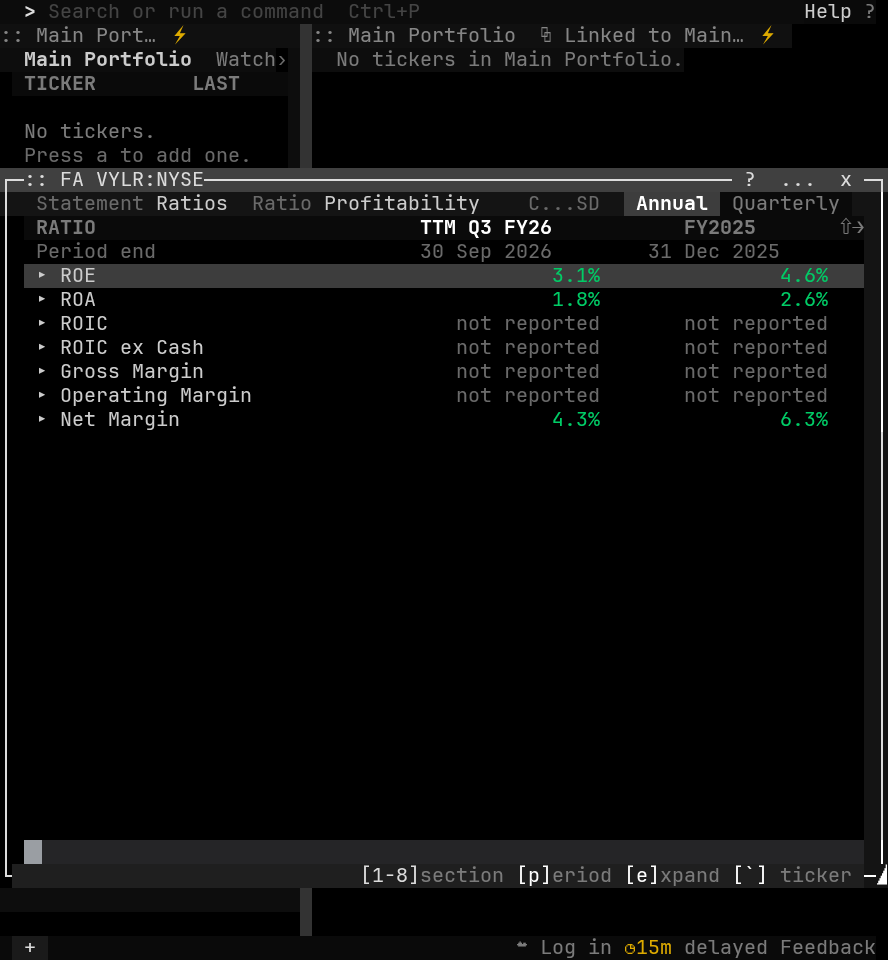 > Search or run a command  Ctrl+P  Help ?
:: Main Port… ⚡ :: Main Portfolio  Linked to Main… ⚡
Main Portfolio  Watch›  No tickers in Main Portfolio.
TICKER  LAST
No tickers.
Press a to add one.
:: FA VYLR:NYSE  ?  ...  x
Statement Ratios  Ratio Profitability  C...SD  Annual  Quarterly
RATIO  TTM Q3 FY26  FY2025  ⇧→
Period end  30 Sep 2026  31 Dec 2025
▸ ROE  3.1%  4.6%
▸ ROA  1.8%  2.6%
▸ ROIC  not reported  not reported
▸ ROIC ex Cash  not reported  not reported
▸ Gross Margin  not reported  not reported
▸ Operating Margin  not reported  not reported
▸ Net Margin  4.3%  6.3%
[1-8]section [p]eriod [e]xpand [`] ticker
+  Log in ◷15m delayed Feedback